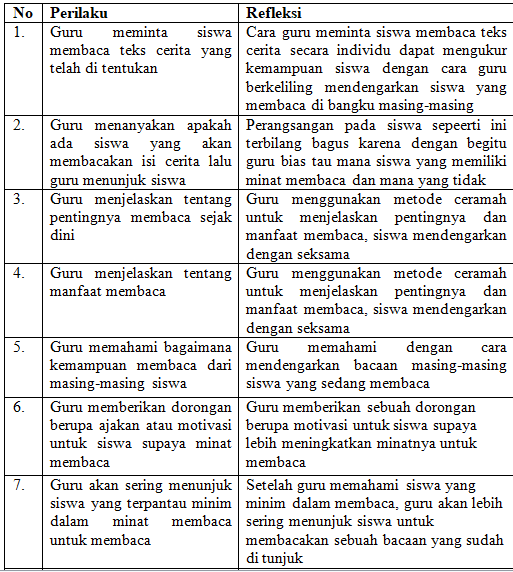 No Perilaku Refleksi
1. Guru meminta siswa
membaca teks cerita yang
telah di tentukan
Cara guru meminta siswa membaca teks
cerita secara individu dapat mengukur
kemampuan siswa dengan cara guru
berkeliling mendengarkan siswa yang
membaca di bangku masing-masing
2. Guru menanyakan apakah
ada siswa yang akan
membacakan isi cerita lalu
guru menunjuk siswa
Perangsangan pada siswa sepeerti ini
terbilang bagus karena dengan begitu
guru bias tau mana siswa yang memiliki
minat membaca dan mana yang tidak
3. Guru menjelaskan tentang
pentingnya membaca sejak
dini
Guru menggunakan metode ceramah
untuk menjelaskan pentingnya dan
manfaat membaca, siswa mendengarkan
dengan seksama
4. Guru menjelaskan tentang
manfaat membaca
Guru menggunakan metode ceramah
untuk menjelaskan pentingnya dan
manfaat membaca, siswa mendengarkan
dengan seksama
5. Guru memahami bagaimana
kemampuan membaca dari
masing-masing siswa
Guru memahami dengan cara
mendengarkan bacaan masing-masing
siswa yang sedang membaca
6. Guru memberikan dorongan
berupa ajakan atau motivasi
untuk siswa supaya minat
membaca
Guru memberikan sebuah dorongan
berupa motivasi untuk siswa supaya
lebih meningkatkan minatnya untuk
membaca
7. Guru akan sering menunjuk
siswa yang terpantau minim
dalam minat membaca
untuk membaca
Setelah guru memahami siswa yang
minim dalam membaca, guru akan lebih
sering menunjuk siswa untuk
membacakan sebuah bacaan yang sudah
di tunjuk